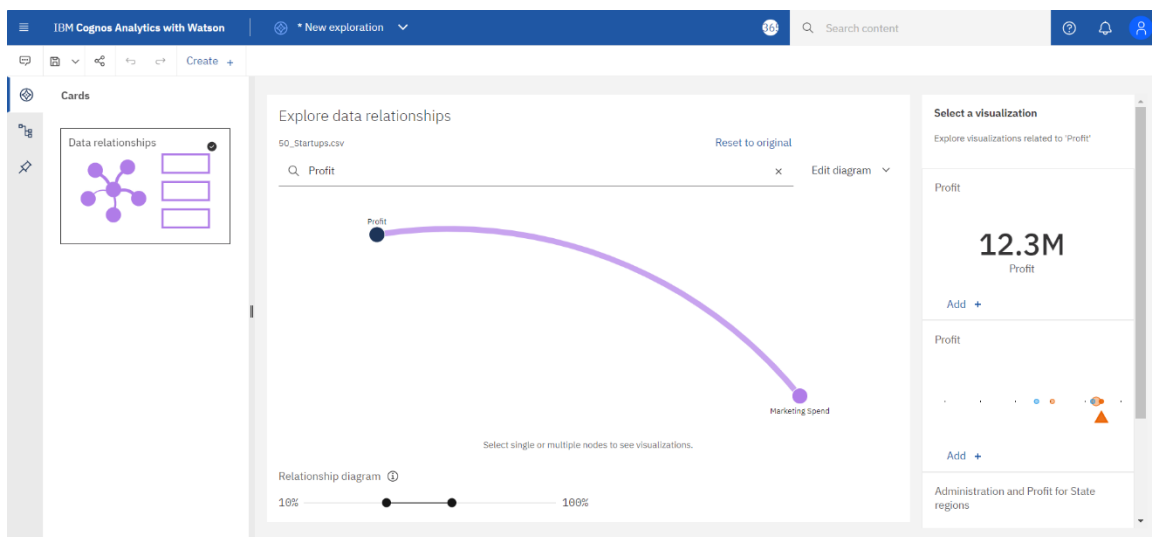 IBM Cognos Analytics with Watson
* New exploration
365
Search content
Create +
Cards
Data relationships
Explore data relationships
50_Startups.csv
Reset to original
Profit
Edit diagram
Profit
Marketing Spend
Select single or multiple nodes to see visualizations.
Relationship diagram
10%
100%
Select a visualization
Explore visualizations related to 'Profit'
Profit
12.3M
Profit
Add +
Profit
Add +
Administration and Profit for State
regions